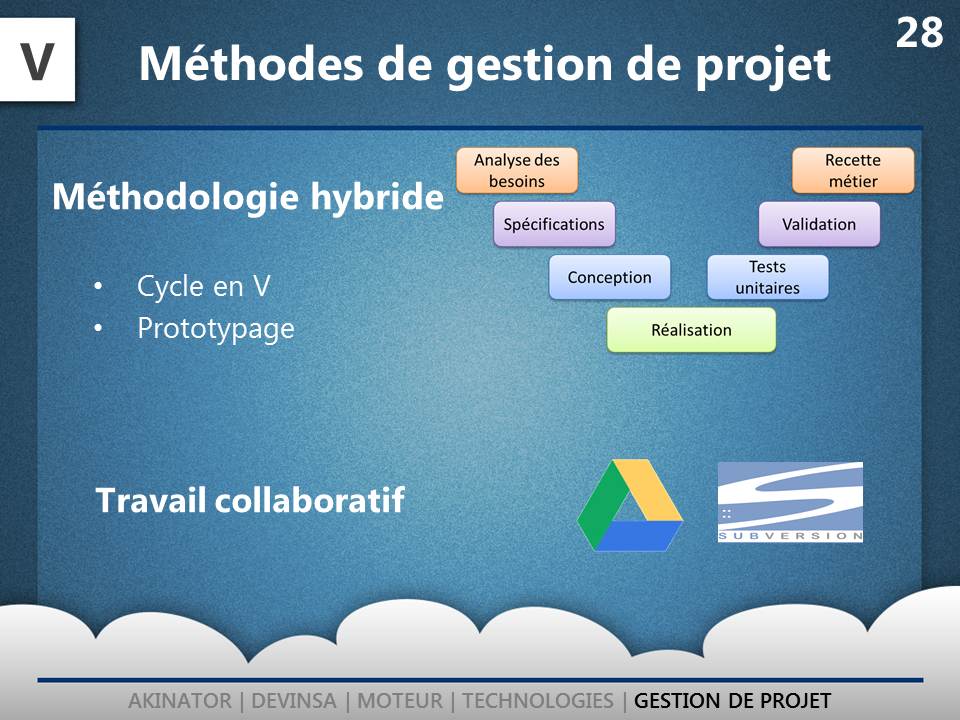 V
Méthodes de gestion de projet
28
Méthodologie hybride
• Cycle en V
• Prototypage
Analyse des
besoins
Recette
métier
Spécifications
Validation
Conception
Tests
unitaires
Réalisation
Travail collaboratif
SUBVERSION
AKINATOR | DEVINSA | MOTEUR | TECHNOLOGIES | GESTION DE PROJET